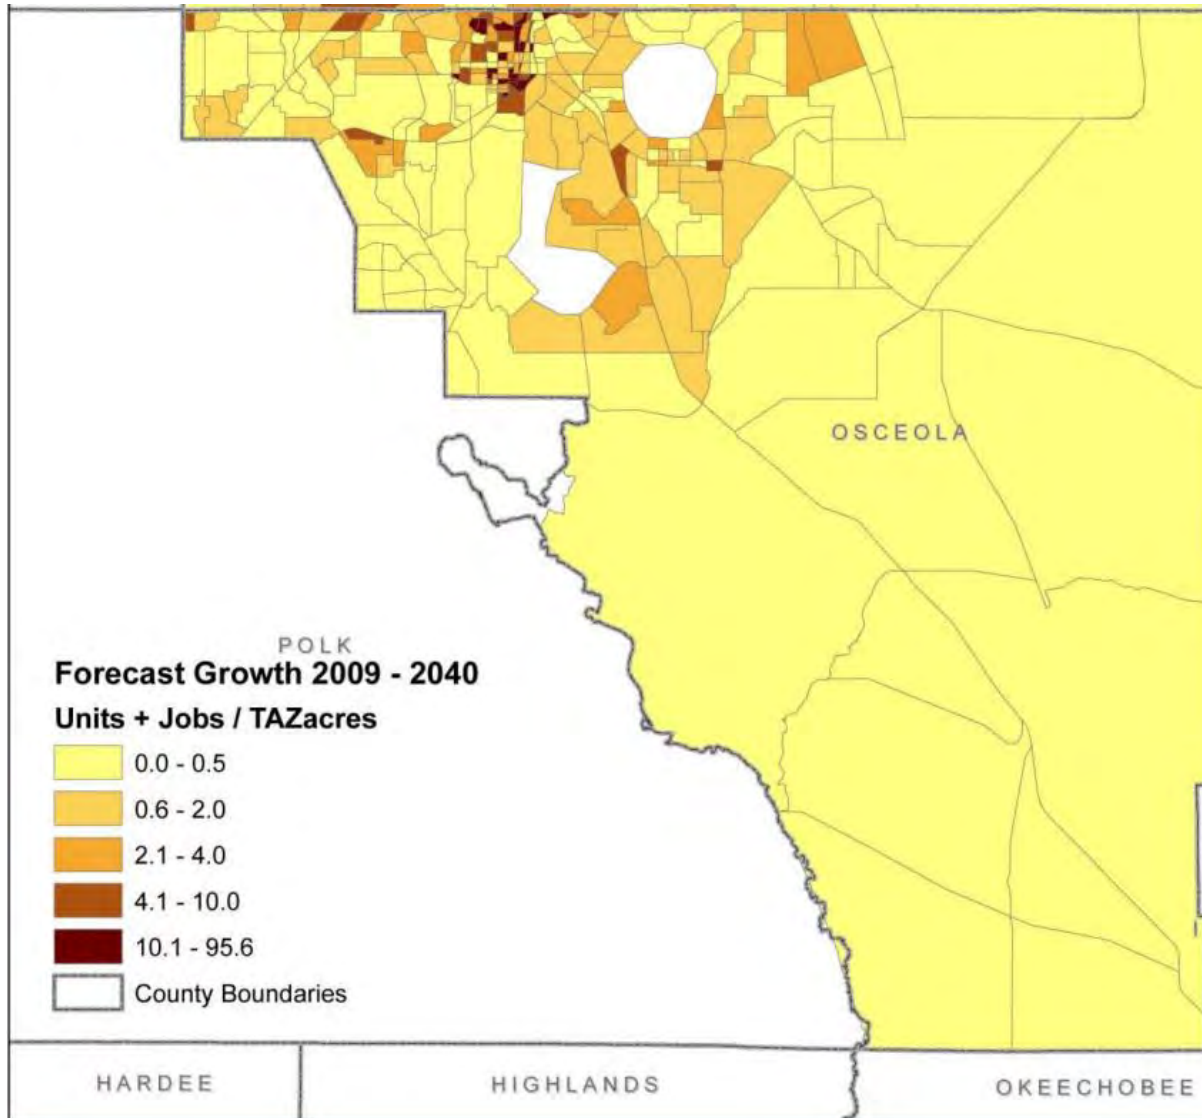 OSCEOLA
POLK
Forecast Growth 2009 - 2040
Units + Jobs / TAZacres
0.0 - 0.5
0.6 - 2.0
2.1 - 4.0
4.1 - 10.0
10.1 - 95.6
County Boundaries
HARDEE
HIGHLANDS
OKEECHOBEE